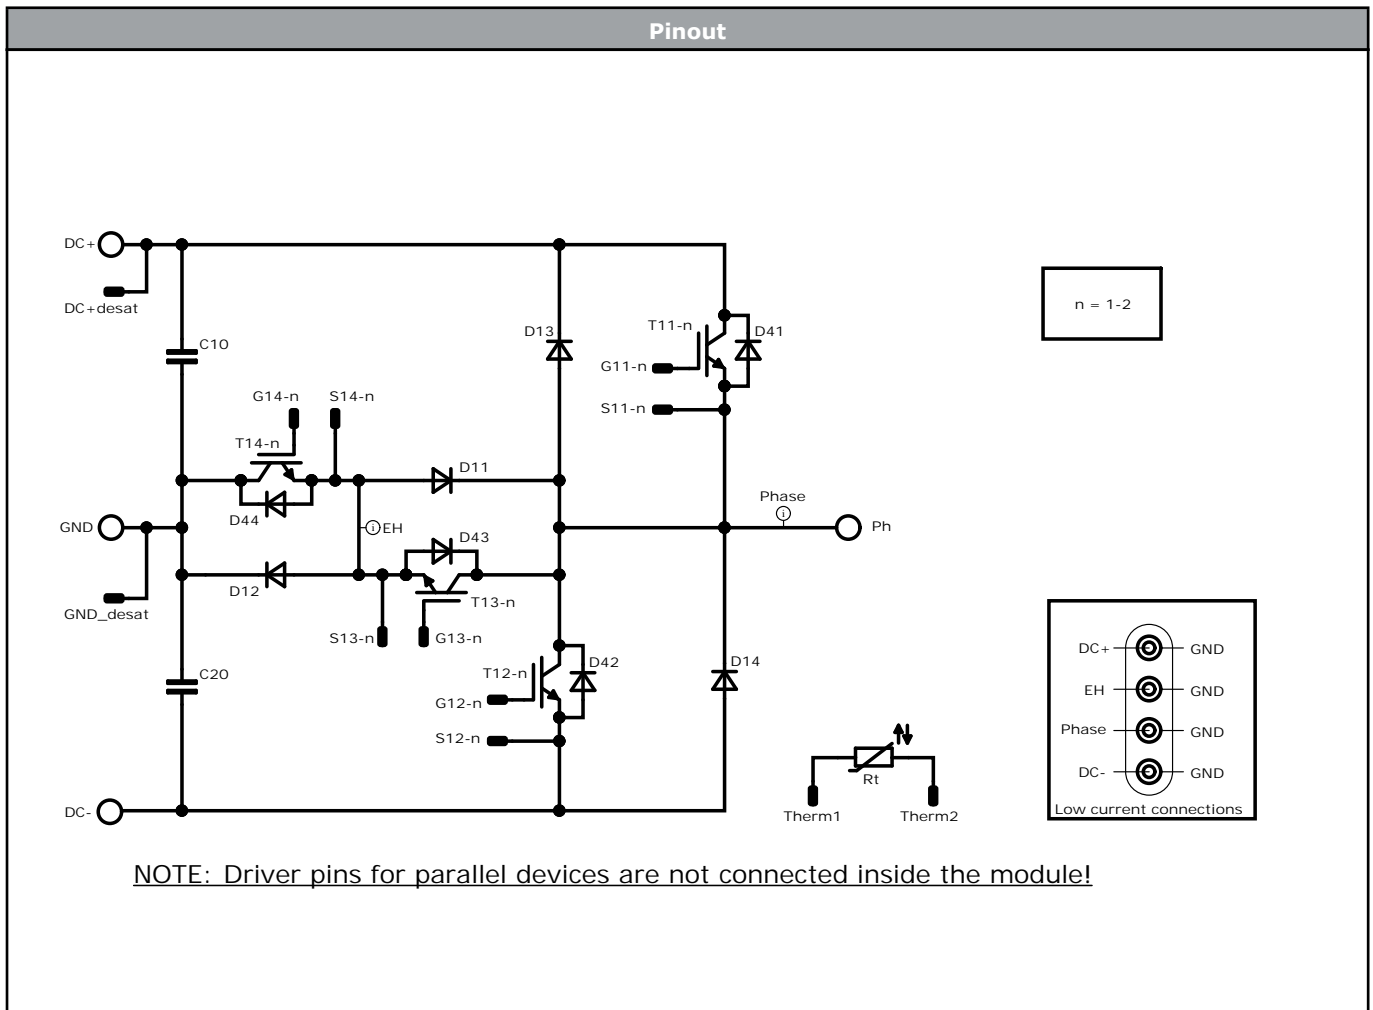 Pinout
DC+
DC+desat
C10
D13
T11-n
D41
G11-n
S11-n
n = 1-2
G14-n
S14-n
T14-n
D11
D44
GND
i
EH
Phase
i
Ph
D43
D12
T13-n
GND_desat
S13-n
G13-n
C20
T12-n
D42
G12-n
S12-n
D14
DC-
Rt
Therm1
Therm2
DC+
GND
EH
GND
Phase
GND
DC-
GND
Low current connections
NOTE: Driver pins for parallel devices are not connected inside the module!